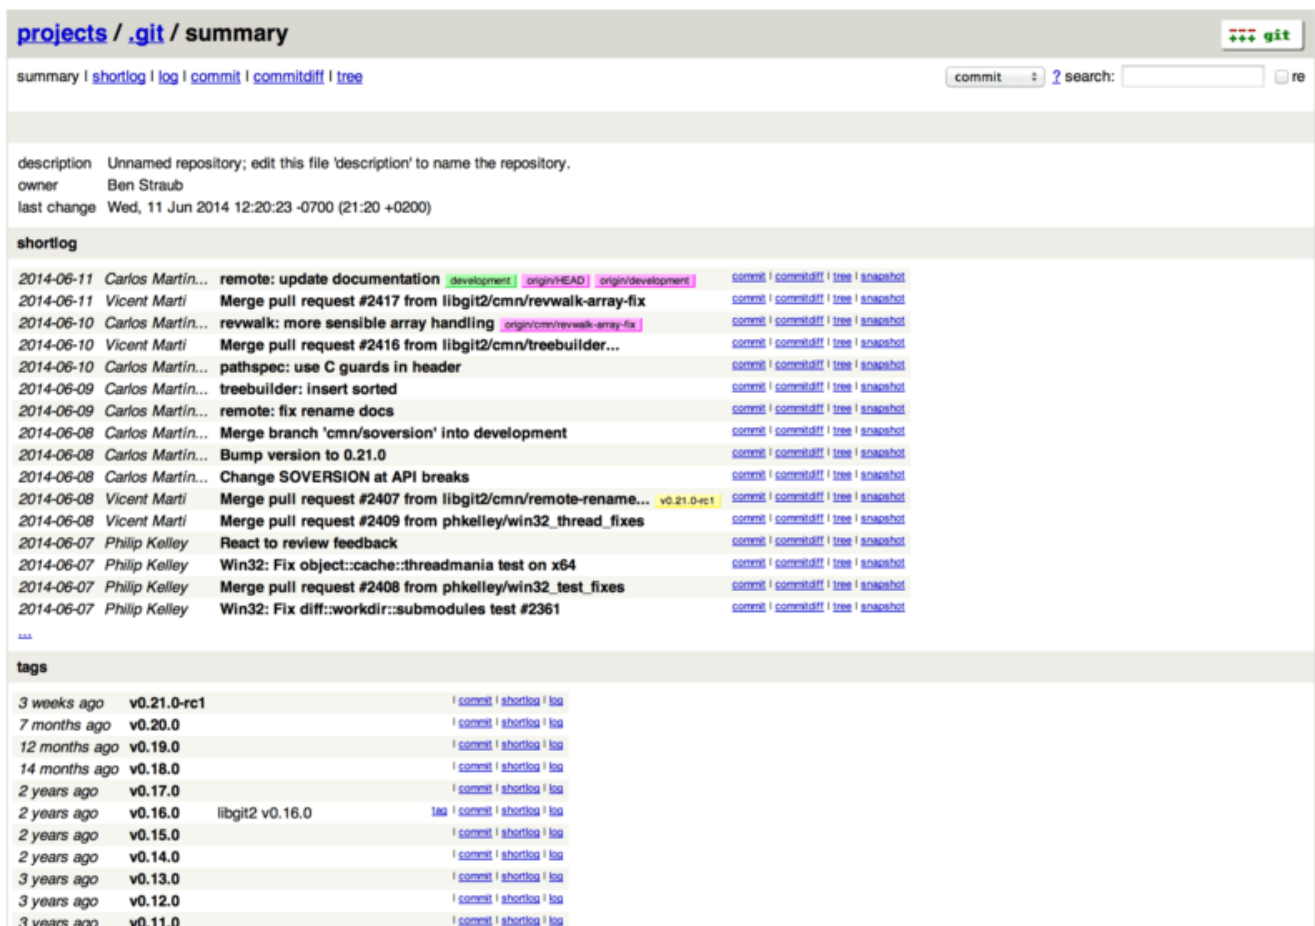 projects / .git / summary
git
summary | shortlog | log | commit | commitdiff | tree
commit ? search: re
description Unnamed repository; edit this file 'description' to name the repository.
owner Ben Straub
last change Wed, 11 Jun 2014 12:20:23 -0700 (21:20 +0200)
shortlog
2014-06-11 Carlos Martín... remote: update documentation development origin/HEAD origin/development commit | commitdiff | tree | snapshot
2014-06-11 Vicent Marti Merge pull request #2417 from libgit2/cmn/revwalk-array-fix commit | commitdiff | tree | snapshot
2014-06-10 Carlos Martín... revwalk: more sensible array handling origin/cmn/revwalk-array-fix commit | commitdiff | tree | snapshot
2014-06-10 Vicent Marti Merge pull request #2416 from libgit2/cmn/treebuilder... commit | commitdiff | tree | snapshot
2014-06-10 Carlos Martín... pathspec: use C guards in header commit | commitdiff | tree | snapshot
2014-06-09 Carlos Martín... treebuilder: insert sorted commit | commitdiff | tree | snapshot
2014-06-09 Carlos Martín... remote: fix rename docs commit | commitdiff | tree | snapshot
2014-06-08 Carlos Martín... Merge branch 'cmn/soversion' into development commit | commitdiff | tree | snapshot
2014-06-08 Carlos Martín... Bump version to 0.21.0 commit | commitdiff | tree | snapshot
2014-06-08 Carlos Martín... Change SOVERSION at API breaks commit | commitdiff | tree | snapshot
2014-06-08 Vicent Marti Merge pull request #2407 from libgit2/cmn/remote-rename... v0.21.0-rc1 commit | commitdiff | tree | snapshot
2014-06-08 Vicent Marti Merge pull request #2409 from phkelley/win32_thread_fixes commit | commitdiff | tree | snapshot
2014-06-07 Philip Kelley React to review feedback commit | commitdiff | tree | snapshot
2014-06-07 Philip Kelley Win32: Fix object::cache::threadmania test on x64 commit | commitdiff | tree | snapshot
2014-06-07 Philip Kelley Merge pull request #2408 from phkelley/win32_test_fixes commit | commitdiff | tree | snapshot
2014-06-07 Philip Kelley Win32: Fix diff::workdir::submodules test #2361 commit | commitdiff | tree | snapshot
...
tags
3 weeks ago v0.21.0-rc1 | commit | shortlog | log
7 months ago v0.20.0 | commit | shortlog | log
12 months ago v0.19.0 | commit | shortlog | log
14 months ago v0.18.0 | commit | shortlog | log
2 years ago v0.17.0 | commit | shortlog | log
2 years ago v0.16.0 libgit2 v0.16.0 tag | commit | shortlog | log
2 years ago v0.15.0 | commit | shortlog | log
2 years ago v0.14.0 | commit | shortlog | log
3 years ago v0.13.0 | commit | shortlog | log
3 years ago v0.12.0 | commit | shortlog | log
3 years ago v0.11.0 | commit | shortlog | log